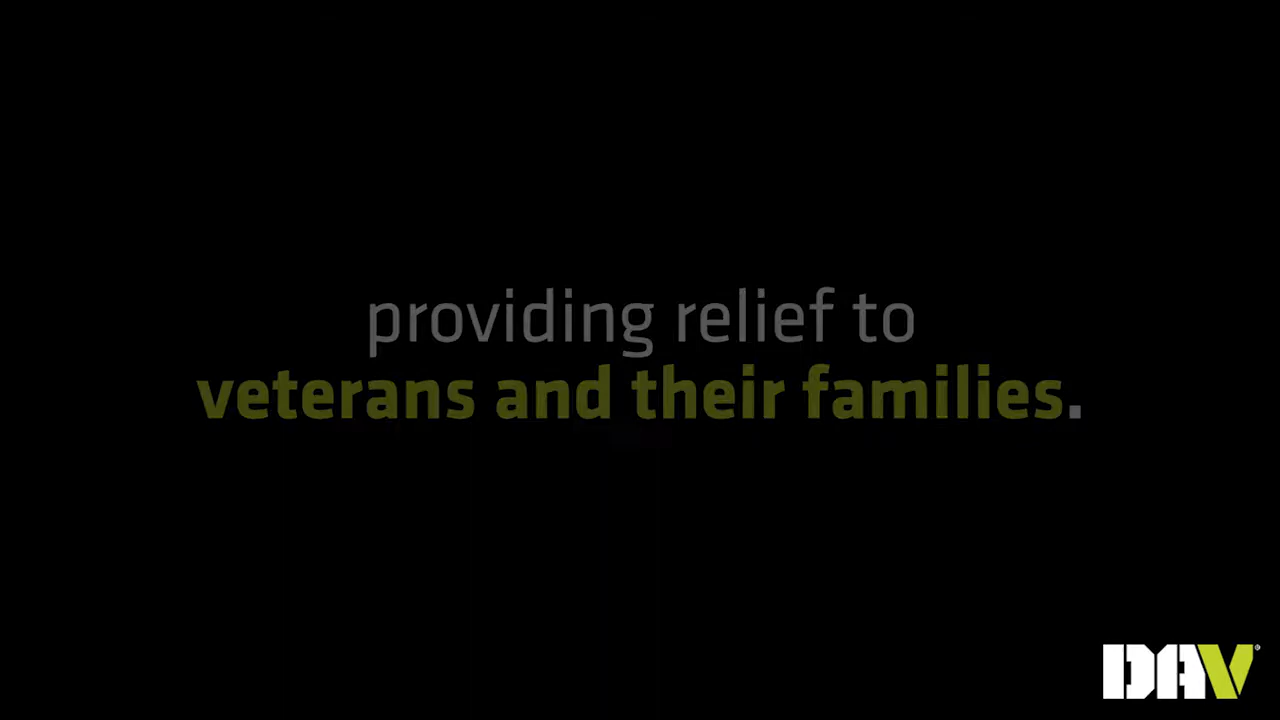 providing relief to
veterans and their families.
DAV®